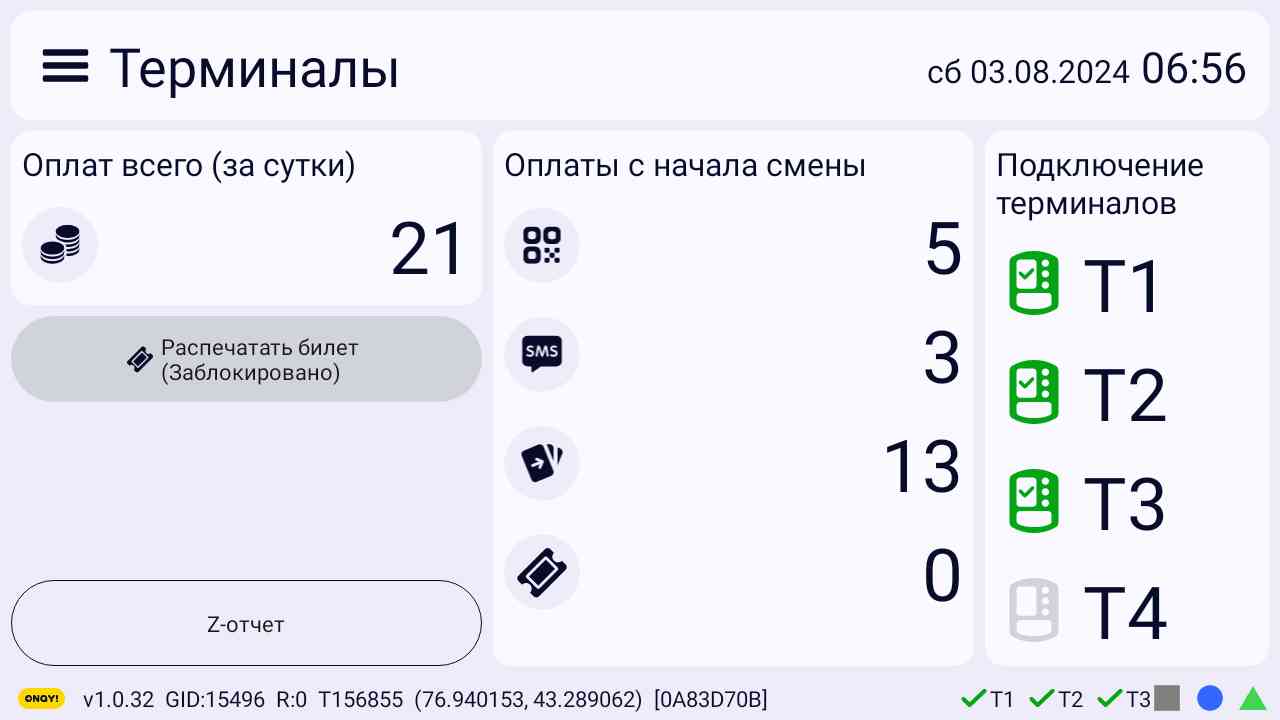 Терминалы
сб 03.08.2024 06:56
Оплат всего (за сутки)
21
Распечатать билет
(Заблокировано)
Z-отчет
Оплаты с начала смены
5
SMS
3
13
0
Подключение
терминалов
T1
T2
T3
T4
ONAY! v1.0.32 GID:15496 R:0 T156855 (76.940153, 43.289062) [0A83D70B] T1 T2 T3